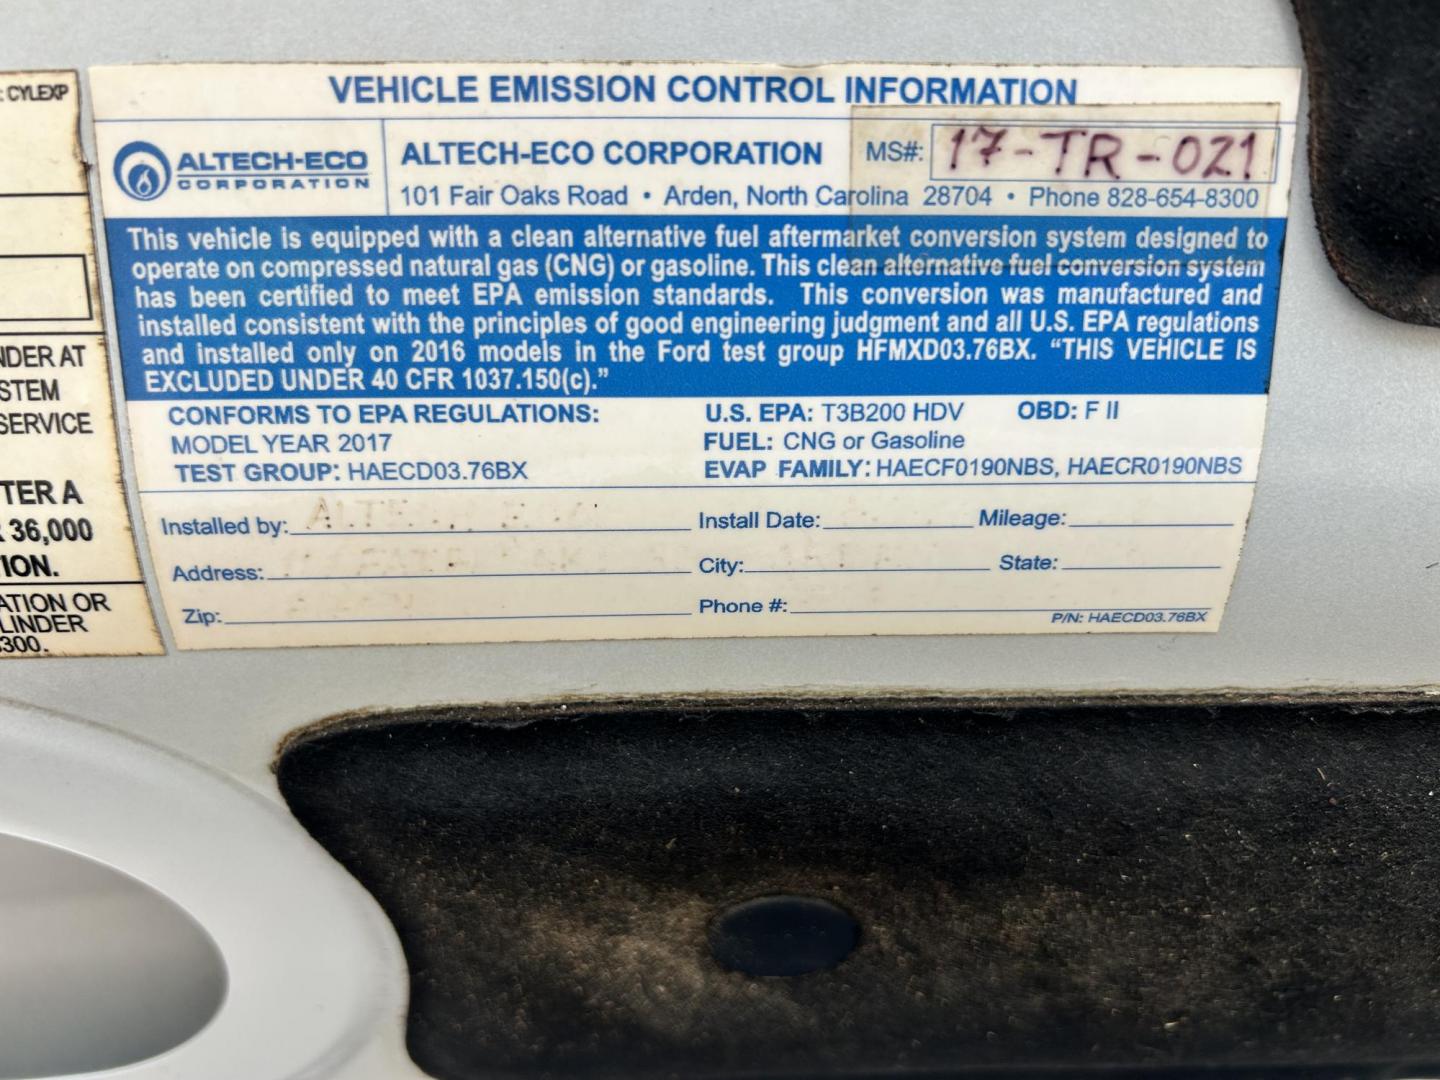 : CYLEXP
NDER AT
STEM
SERVICE
TER A
36,000
ION.
ATION OR
LINDER
300.
VEHICLE EMISSION CONTROL INFORMATION
ALTECH-ECO
CORPORATION
ALTECH-ECO CORPORATION
MS#: 17-TR-021
101 Fair Oaks Road • Arden, North Carolina 28704 • Phone 828-654-8300
This vehicle is equipped with a clean alternative fuel aftermarket conversion system designed to
operate on compressed natural gas (CNG) or gasoline. This clean alternative fuel conversion system
has been certified to meet EPA emission standards. This conversion was manufactured and
installed consistent with the principles of good engineering judgment and all U.S. EPA regulations
and installed only on 2016 models in the Ford test group HFMXD03.76BX. “THIS VEHICLE IS
EXCLUDED UNDER 40 CFR 1037.150(c).”
CONFORMS TO EPA REGULATIONS:
MODEL YEAR 2017
TEST GROUP: HAECD03.76BX
U.S. EPA: T3B200 HDV OBD: F II
FUEL: CNG or Gasoline
EVAP FAMILY: HAECF0190NBS, HAECR0190NBS
Installed by: Install Date: Mileage:
Address: City: State:
Zip: Phone #:
P/N: HAECD03.76BX